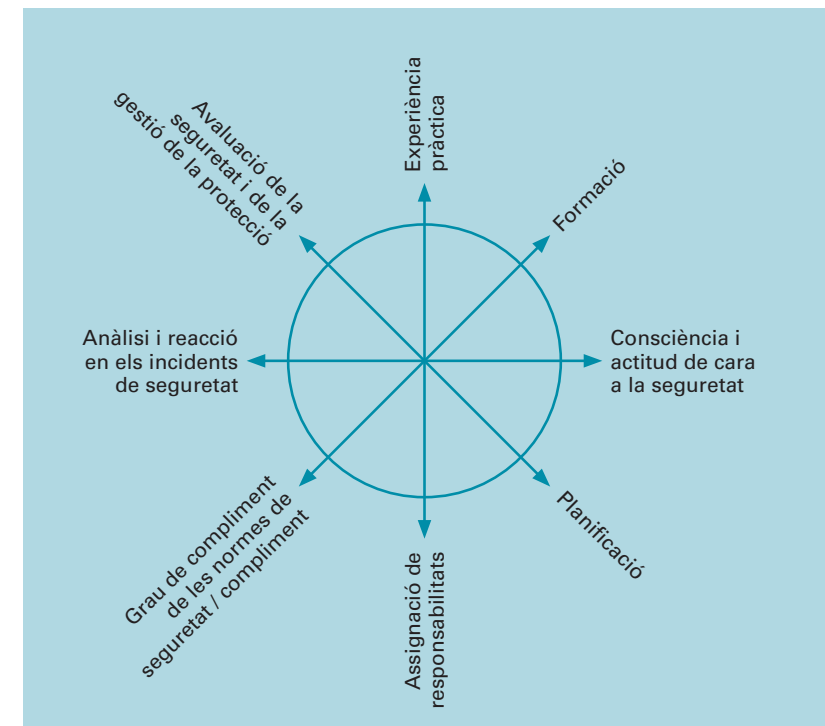 Experiència
pràctica
Formació
Consciència i
actitud de cara
a la seguretat
Planificació
Assignació de
responsabilitats
Grau de compliment
de les normes de
seguretat / compliment
Anàlisi i reacció
en els incidents
de seguretat
Avaluació de la
seguretat i de la
gestió de la protecció